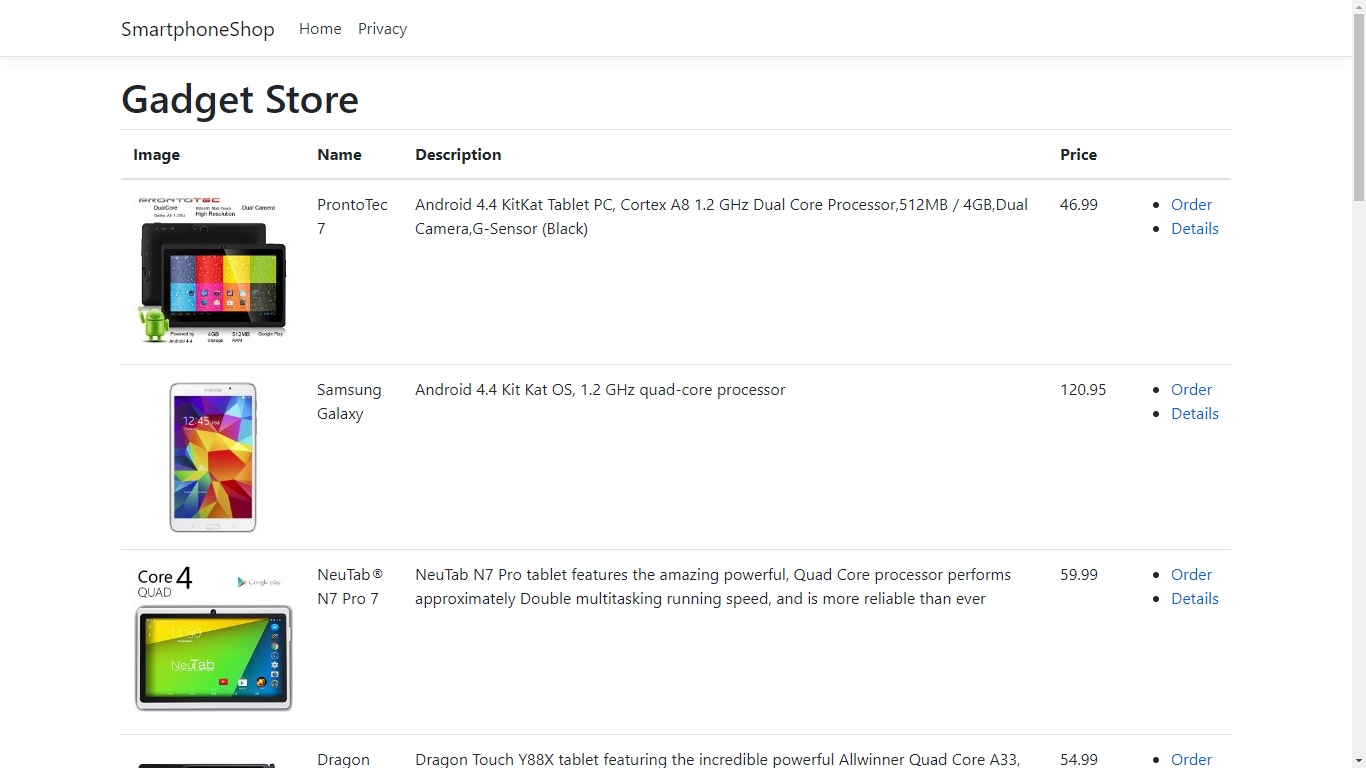 SmartphoneShop Home Privacy
Gadget Store
Image Name Description Price
PRONTOTEC
DualCore
High Resolution
Dual Camera
Powered by
Android 4.4
4GB
Storage
512MB
RAM
Google Play
ProntoTec
7
Android 4.4 KitKat Tablet PC, Cortex A8 1.2 GHz Dual Core Processor,512MB / 4GB,Dual
Camera,G-Sensor (Black)
46.99
Order
Details
12:45 PM
Samsung
Galaxy
Android 4.4 Kit Kat OS, 1.2 GHz quad-core processor
120.95
Order
Details
Core 4
QUAD
Google play
11:50
NeuTab
NeuTab®
N7 Pro 7
NeuTab N7 Pro tablet features the amazing powerful, Quad Core processor performs
approximately Double multitasking running speed, and is more reliable than ever
59.99
Order
Details
Dragon
Dragon Touch Y88X tablet featuring the incredible powerful Allwinner Quad Core A33,
54.99
Order